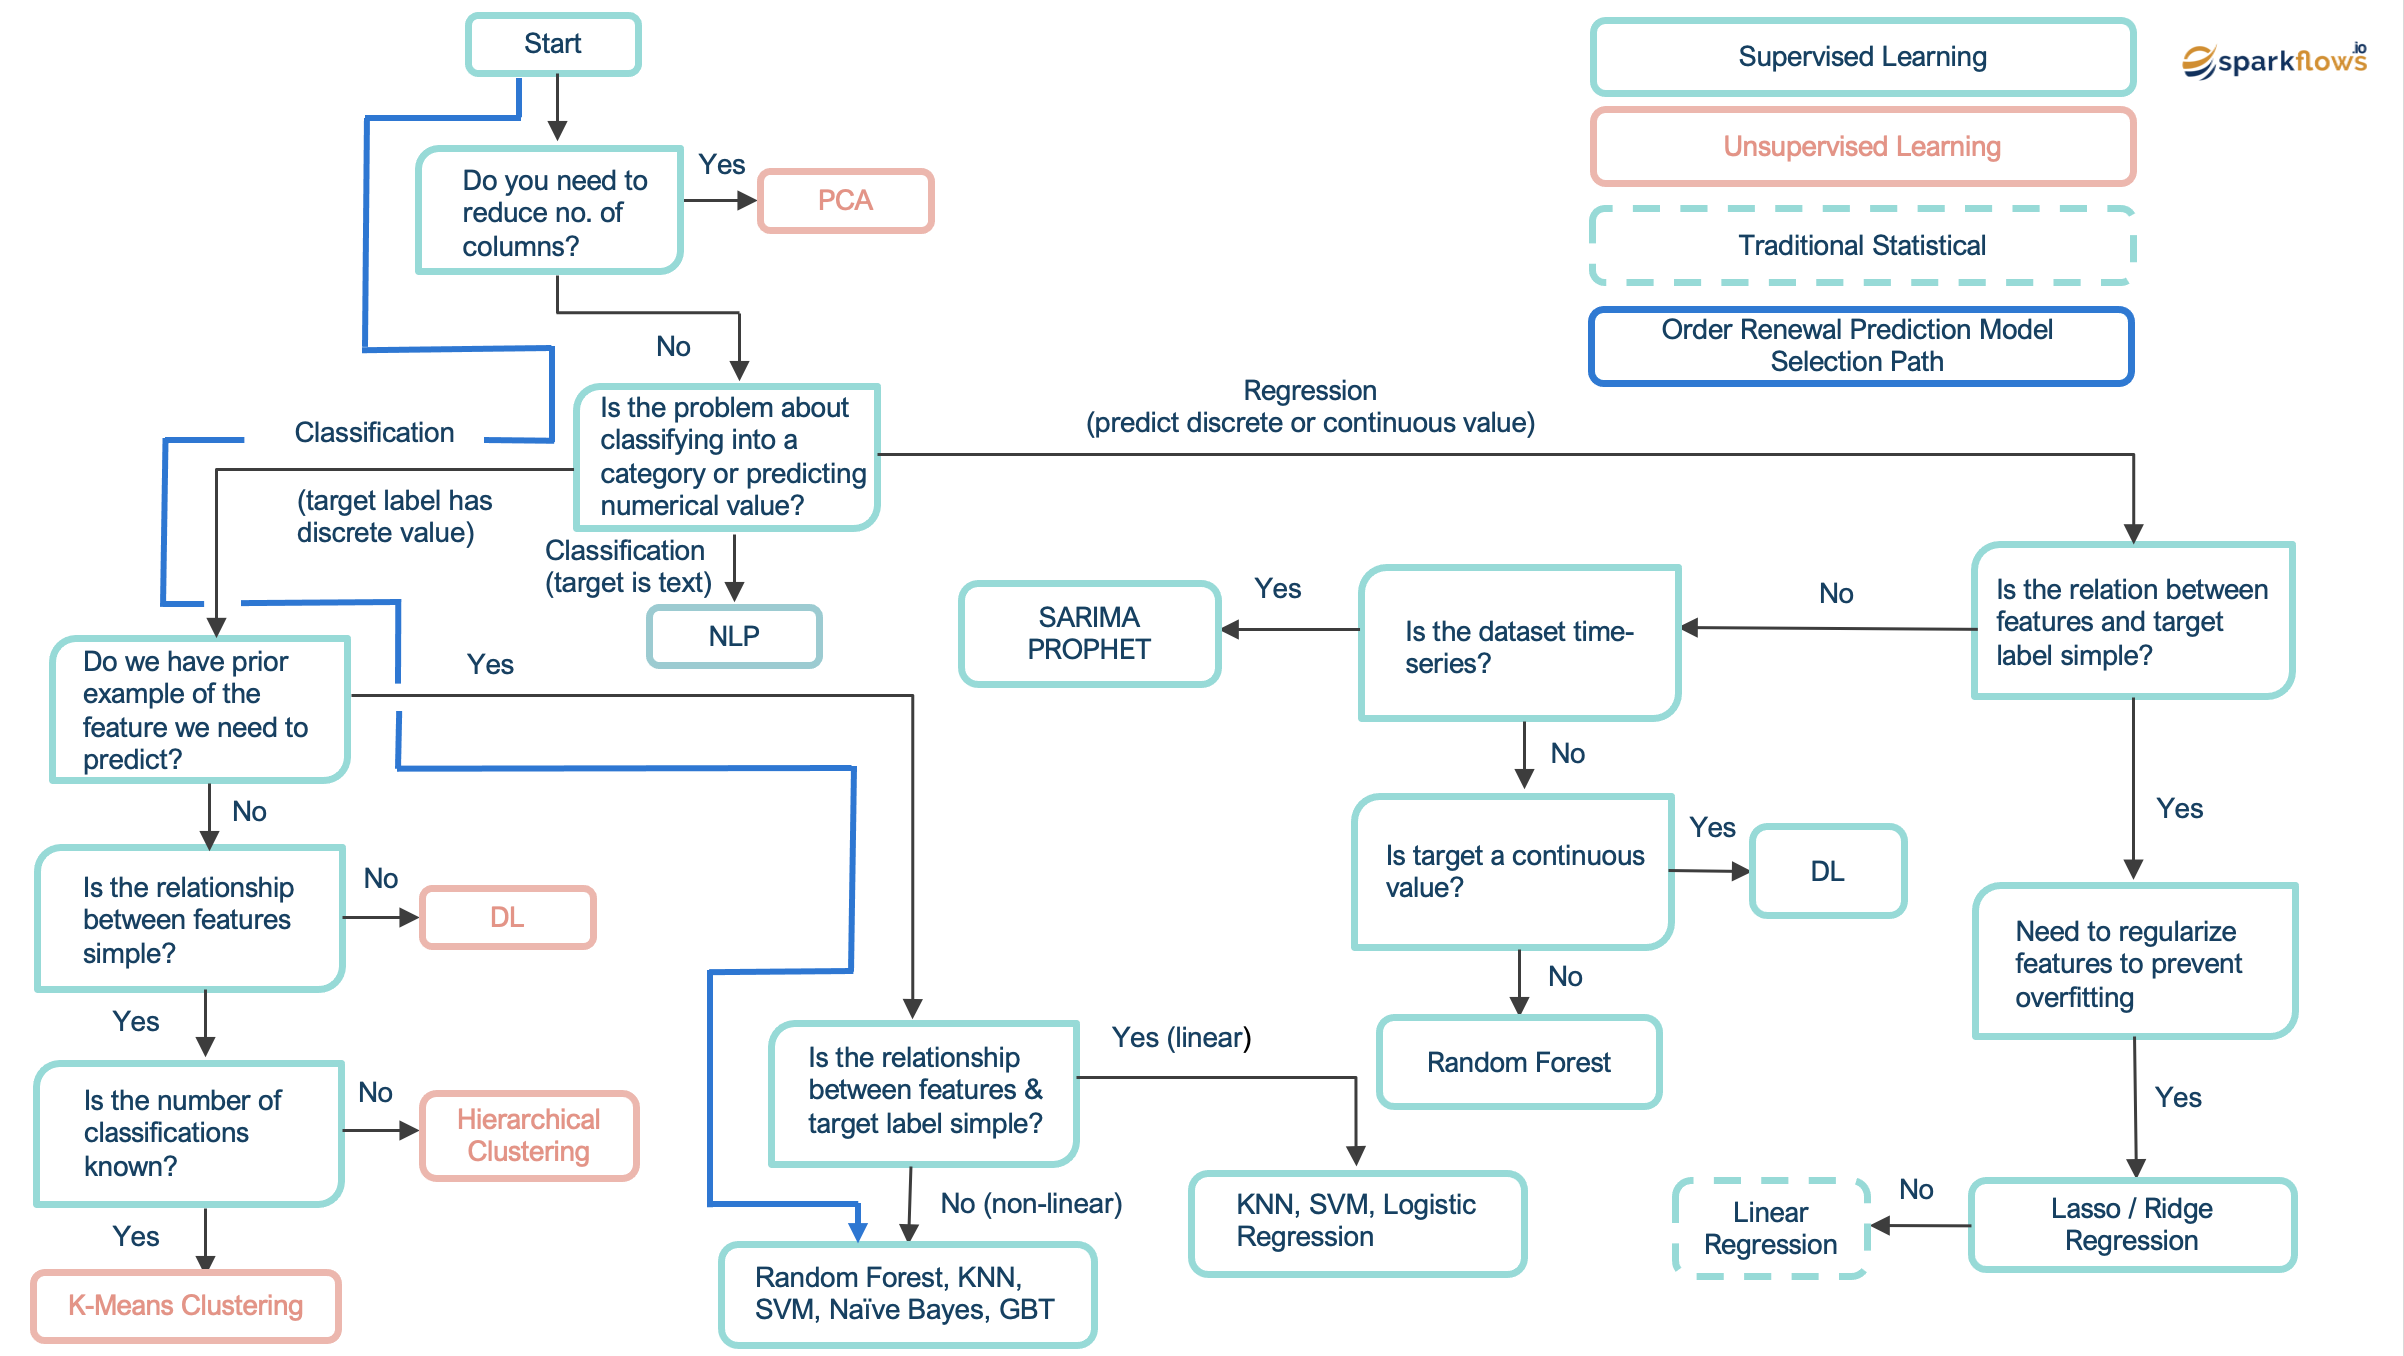 Start
Supervised Learning
sparkflows
.io
Unsupervised Learning
Traditional Statistical
Order Renewal Prediction Model
Selection Path
Do you need to
reduce no. of
columns?
Yes
PCA
No
Is the problem about
classifying into a
category or predicting
numerical value?
Classification
(target label has
discrete value)
Classification
(target is text)
NLP
Regression
(predict discrete or continuous value)
Do we have prior
example of the
feature we need to
predict?
Yes
No
Is the relationship
between features
simple?
No
DL
Yes
Is the number of
classifications
known?
No
Hierarchical
Clustering
Yes
K-Means Clustering
Is the relationship
between features &
target label simple?
Yes (linear)
KNN, SVM, Logistic
Regression
No (non-linear)
Random Forest, KNN,
SVM, Naïve Bayes, GBT
Is the relation between
features and target
label simple?
No
Is the dataset time-
series?
Yes
SARIMA
PROPHET
No
Is target a continuous
value?
Yes
DL
No
Random Forest
Yes
Need to regularize
features to prevent
overfitting
Yes
Lasso / Ridge
Regression
No
Linear
Regression